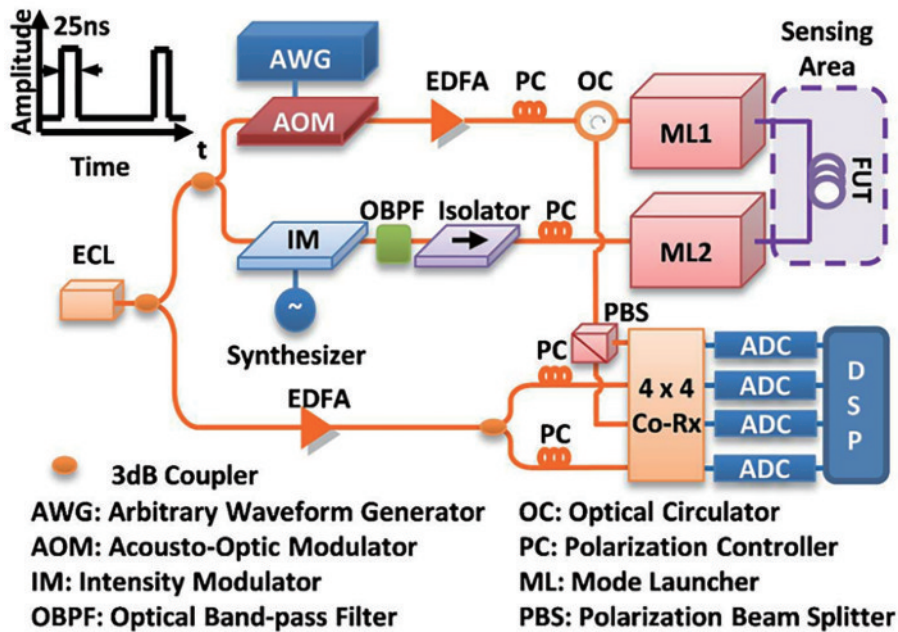 Amplitude
25ns
Time
t
AWG
AOM
EDFA
PC
OC
ML1
Sensing
Area
FUT
ECL
IM
Synthesizer
OBPF
Isolator
PC
ML2
PBS
EDFA
PC
PC
4 x 4
Co-Rx
ADC
ADC
ADC
ADC
DSP
3dB Coupler
AWG: Arbitrary Waveform Generator
AOM: Acousto-Optic Modulator
IM: Intensity Modulator
OBPF: Optical Band-pass Filter
OC: Optical Circulator
PC: Polarization Controller
ML: Mode Launcher
PBS: Polarization Beam Splitter